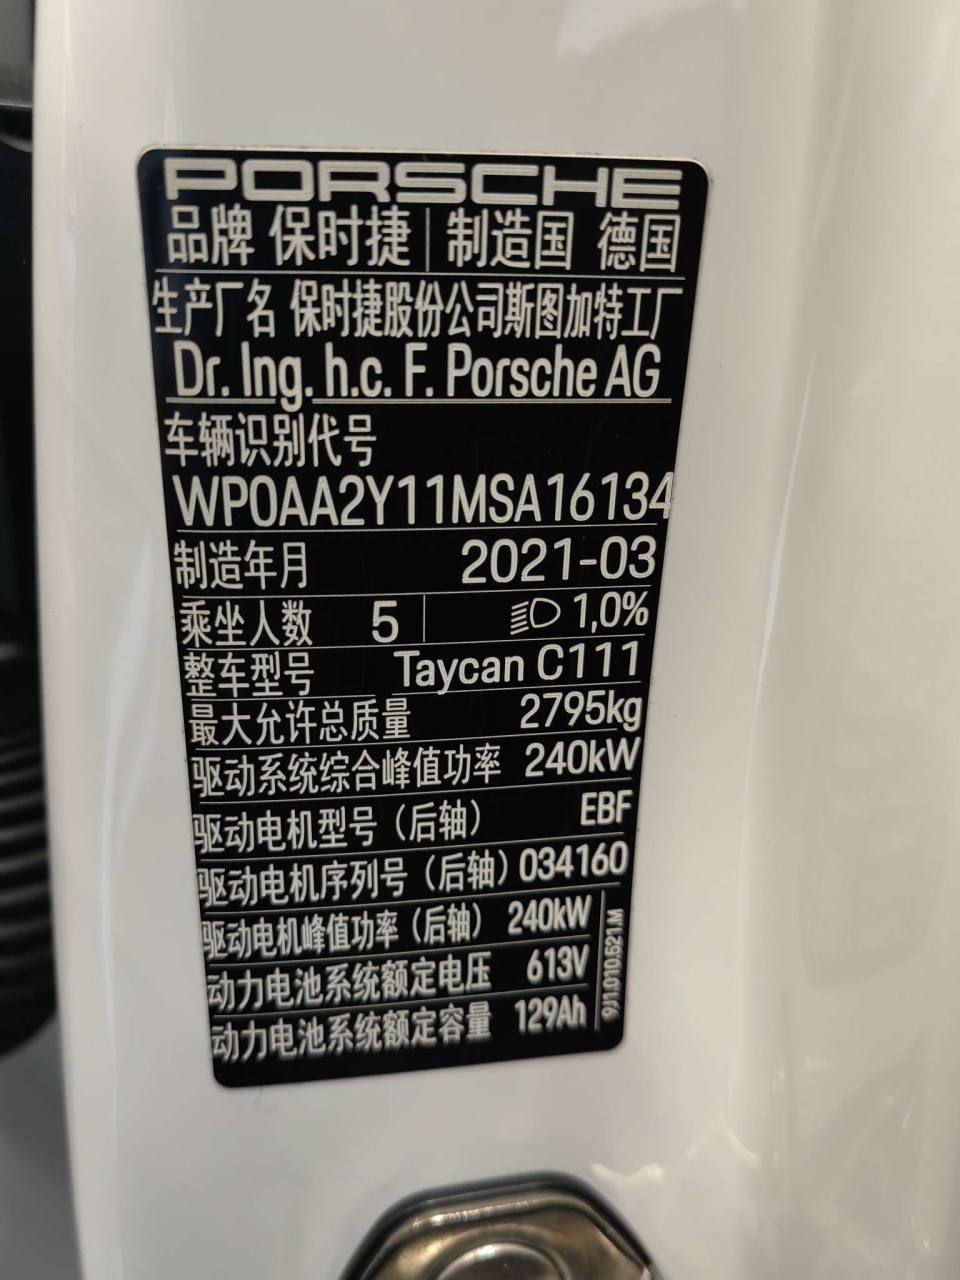 PORSCHE
品牌 保时捷 制造国 德国
生产厂名 保时捷股份公司斯图加特工厂
Dr. Ing. h.c. F. Porsche AG
车辆识别代号
WP0AA2Y11MSA16134
制造年月 2021-03
乘坐人数 5 1,0%
整车型号 Taycan C111
最大允许总质量 2795kg
驱动系统综合峰值功率 240kW
驱动电机型号（后轴） EBF
驱动电机序列号（后轴） 034160
驱动电机峰值功率（后轴） 240kW
动力电池系统额定电压 613V
动力电池系统额定容量 129Ah
9J1.010.621.M